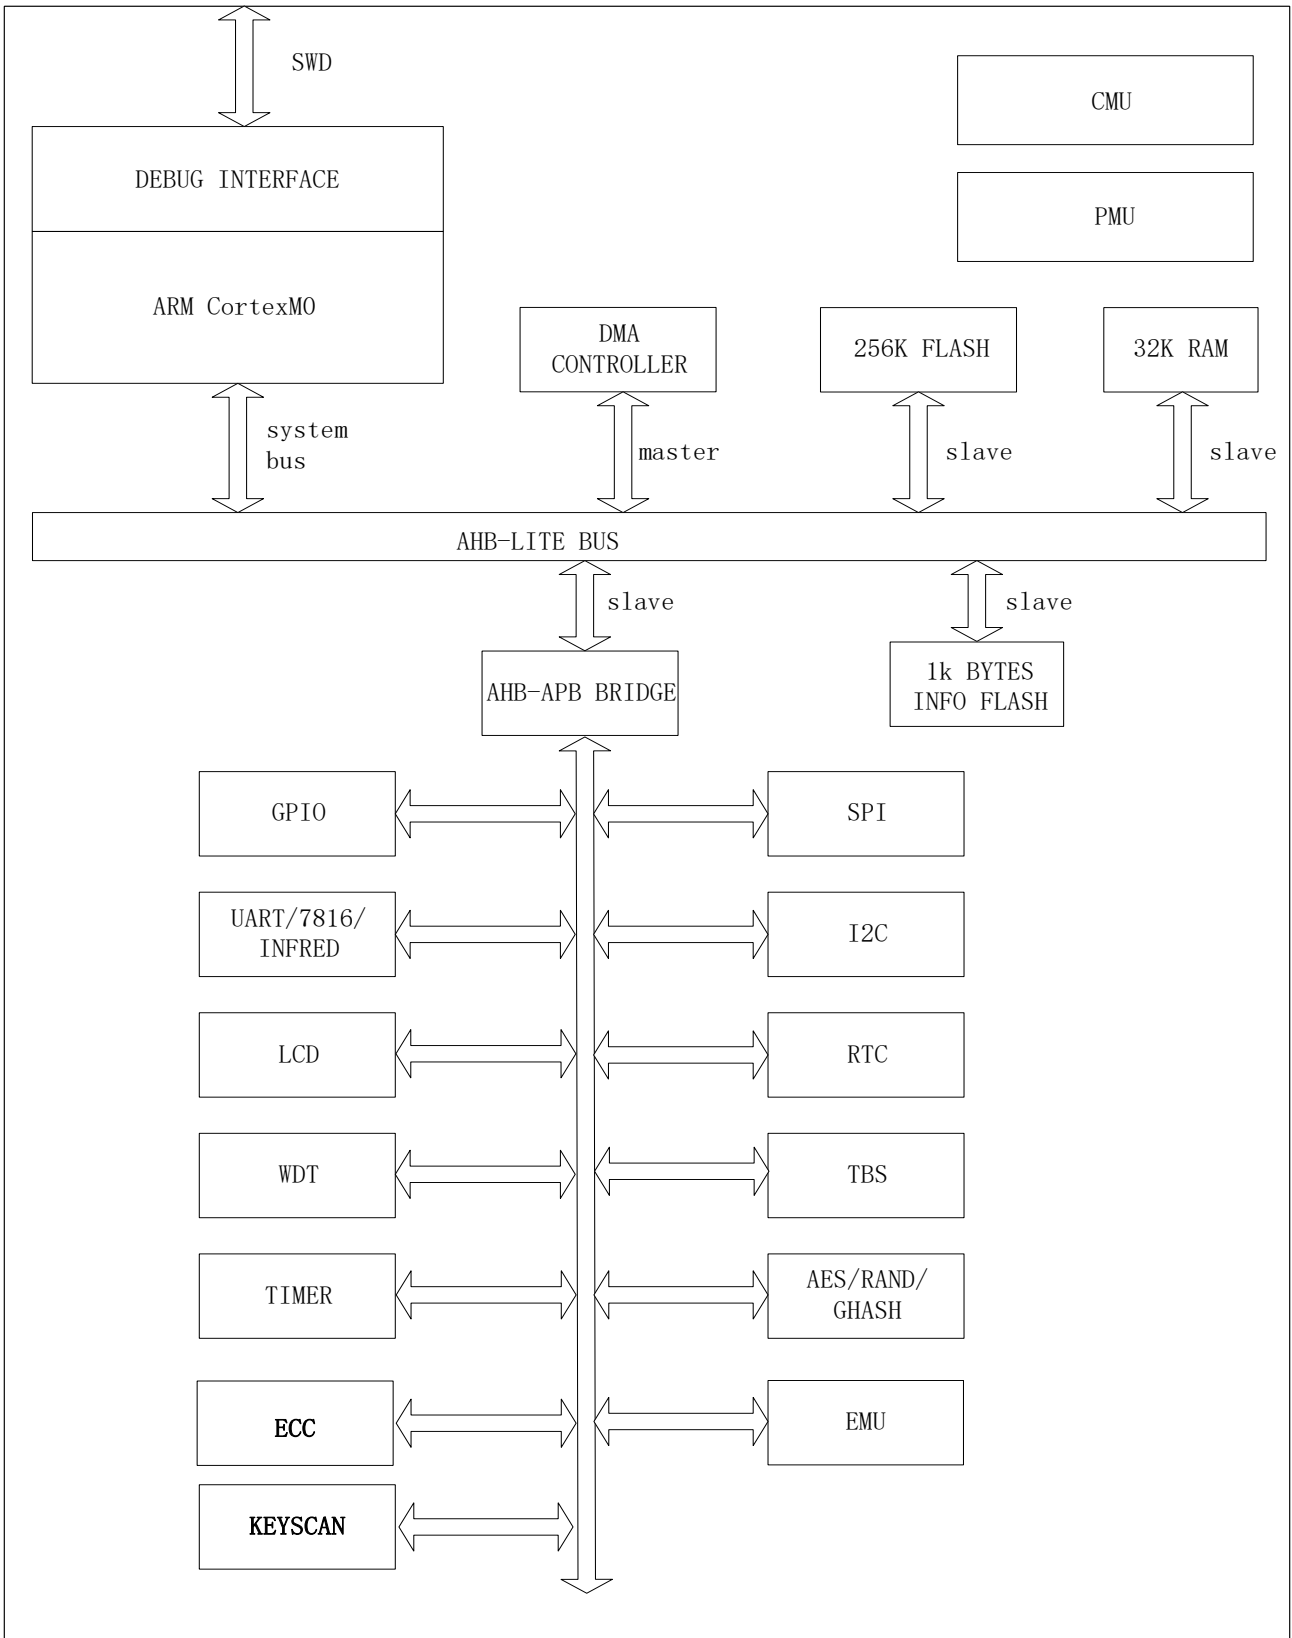 SWD
CMU
DEBUG INTERFACE
PMU
ARM CortexM0
DMA
CONTROLLER
256K FLASH
32K RAM
system
bus
master
slave
slave
AHB-LITE BUS
slave
slave
AHB-APB BRIDGE
1k BYTES
INFO FLASH
GPIO
SPI
UART/7816/
INFRED
I2C
LCD
RTC
WDT
TBS
TIMER
AES/RAND/
GHASH
ECC
EMU
KEYSCAN